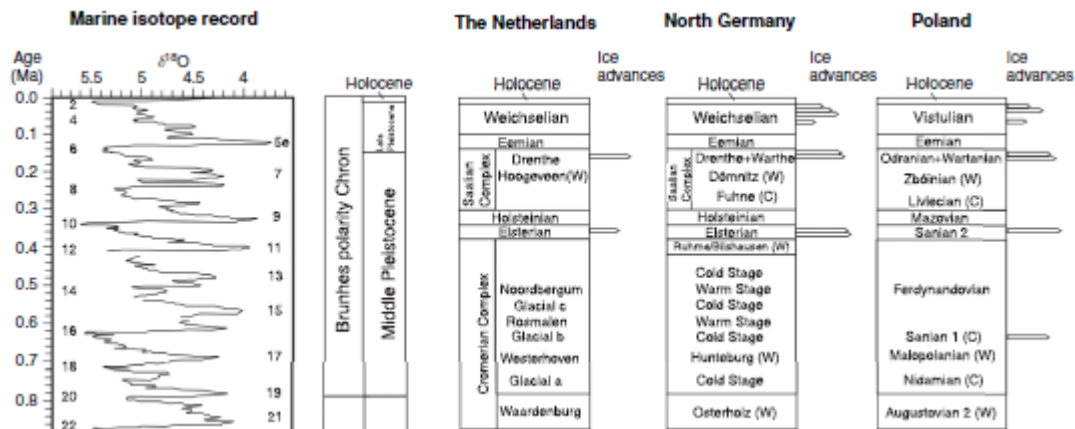 Marine isotope record
The Netherlands
North Germany
Poland
Age
(Ma)
δ¹⁸O
5.5 5 4.5 4
0.0
0.1
0.2
0.3
0.4
0.5
0.6
0.7
0.8
2
4
6
8
10
12
14
16
18
20
22
5e
7
9
11
13
15
17
19
21
Holocene
Late Pleistocene
Brunhes polarity Chron
Middle Pleistocene
Ice
advances
Holocene
Weichselian
Eemian
Saalian Complex
Drenthe
Hoogeveen(W)
Holsteinian
Elsterian
Cromerian Complex
Noordbergum
Glacial c
Rosmalen
Glacial b
Westerhoven
Glacial a
Waardenburg
Ice
advances
Holocene
Weichselian
Eemian
Saalian Complex
Drenthe+Warthe
Dömnitz (W)
Fuhne (C)
Holsteinian
Elsterian
Ruhme/Bilshausen (W)
Cold Stage
Warm Stage
Cold Stage
Warm Stage
Cold Stage
Hunteburg (W)
Cold Stage
Osterholz (W)
Ice
advances
Holocene
Vistulian
Eemian
Odranian+Wartanian
Zbójnian (W)
Liviecian (C)
Mazovian
Sanian 2
Ferdynandovian
Sanian 1 (C)
Malopolanian (W)
Nidamian (C)
Augustovian 2 (W)